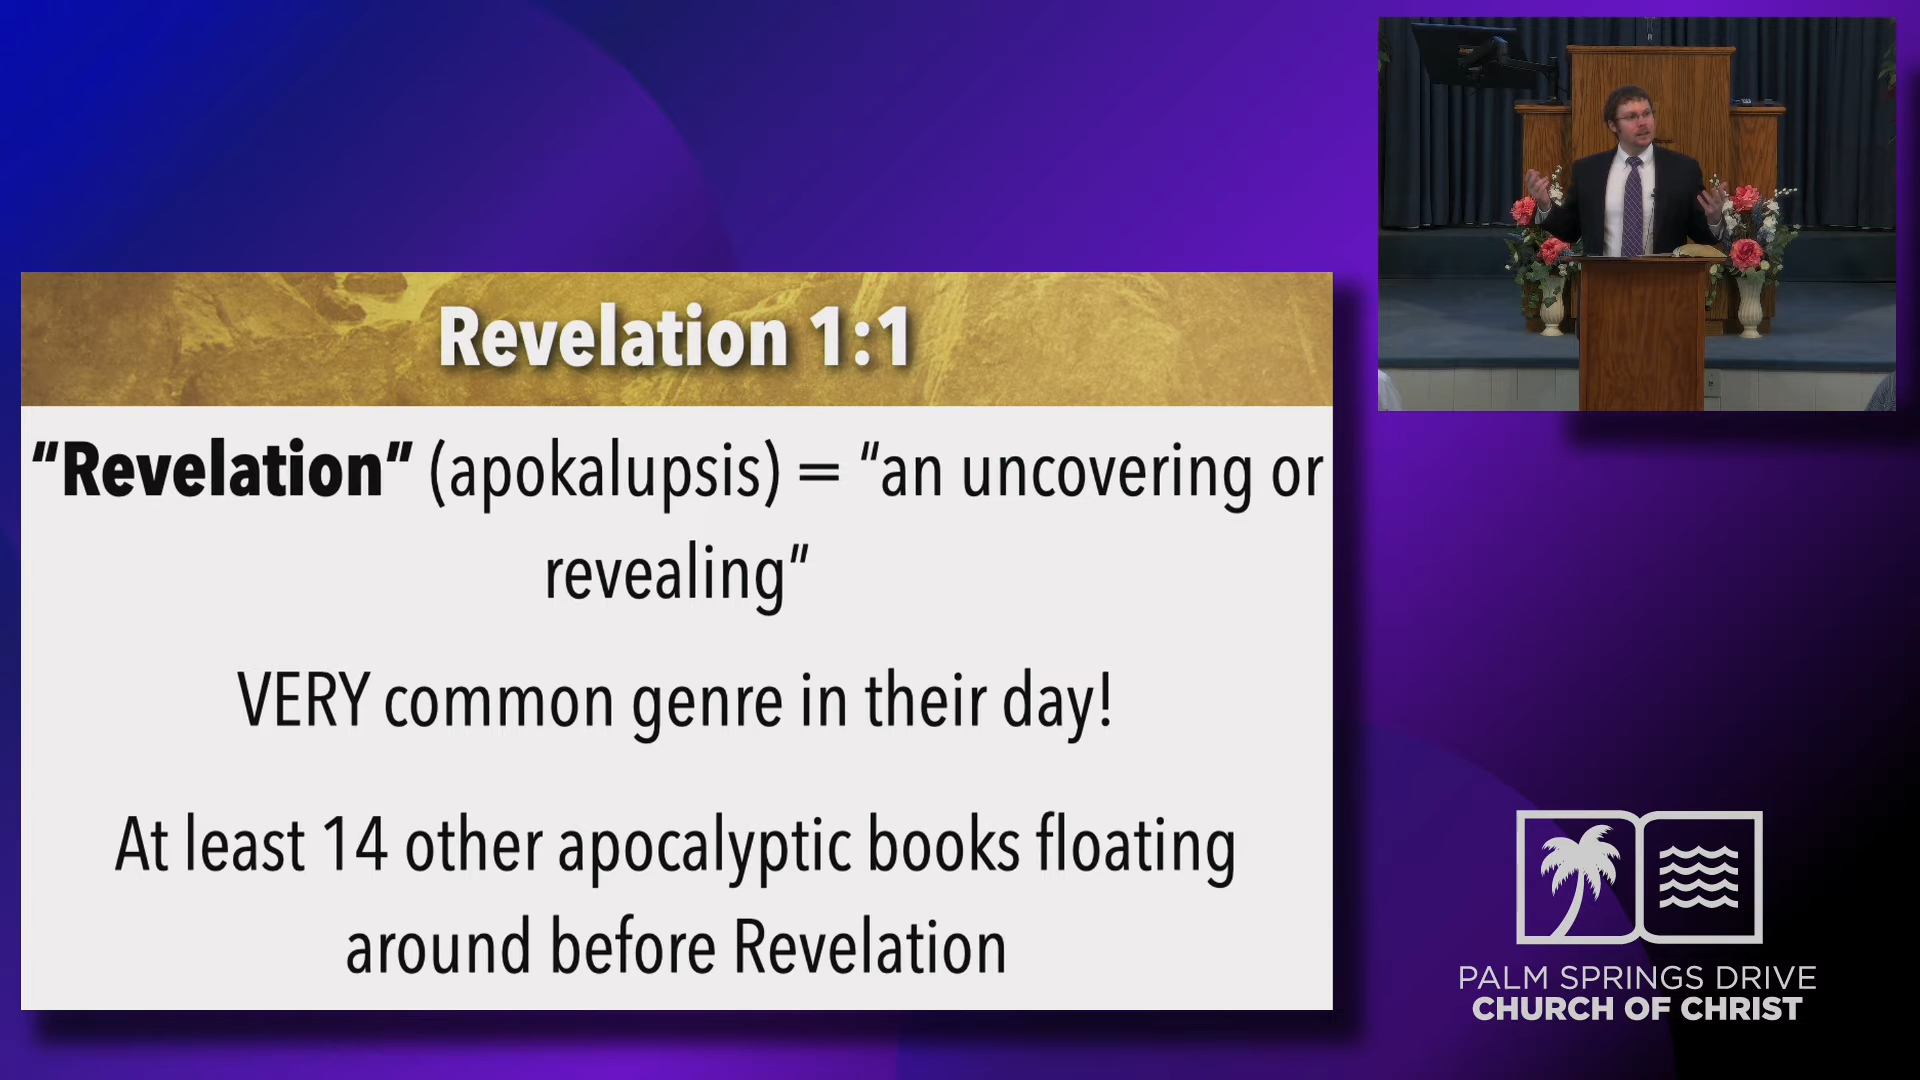 Revelation 1:1
“Revelation” (apokalupsis) = “an uncovering or
revealing”
VERY common genre in their day!
At least 14 other apocalyptic books floating
around before Revelation
PALM SPRINGS DRIVE
CHURCH OF CHRIST